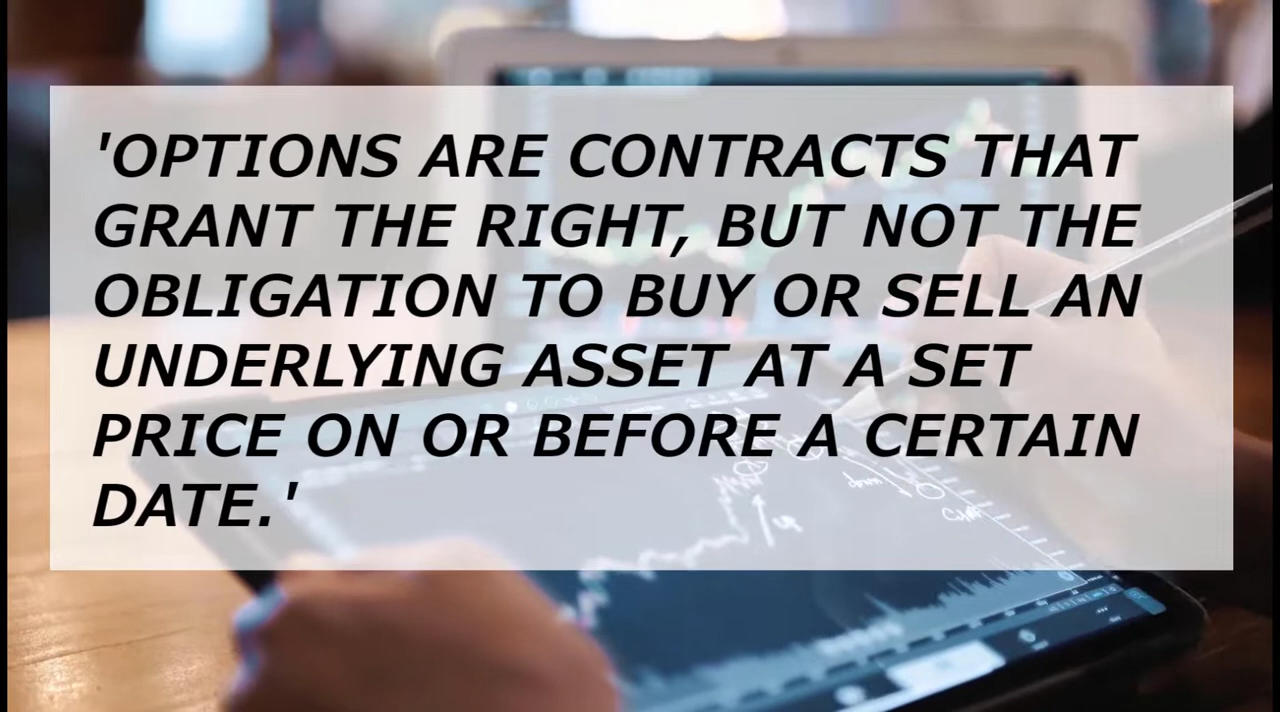 'OPTIONS ARE CONTRACTS THAT
GRANT THE RIGHT, BUT NOT THE
OBLIGATION TO BUY OR SELL AN
UNDERLYING ASSET AT A SET
PRICE ON OR BEFORE A CERTAIN
DATE.'